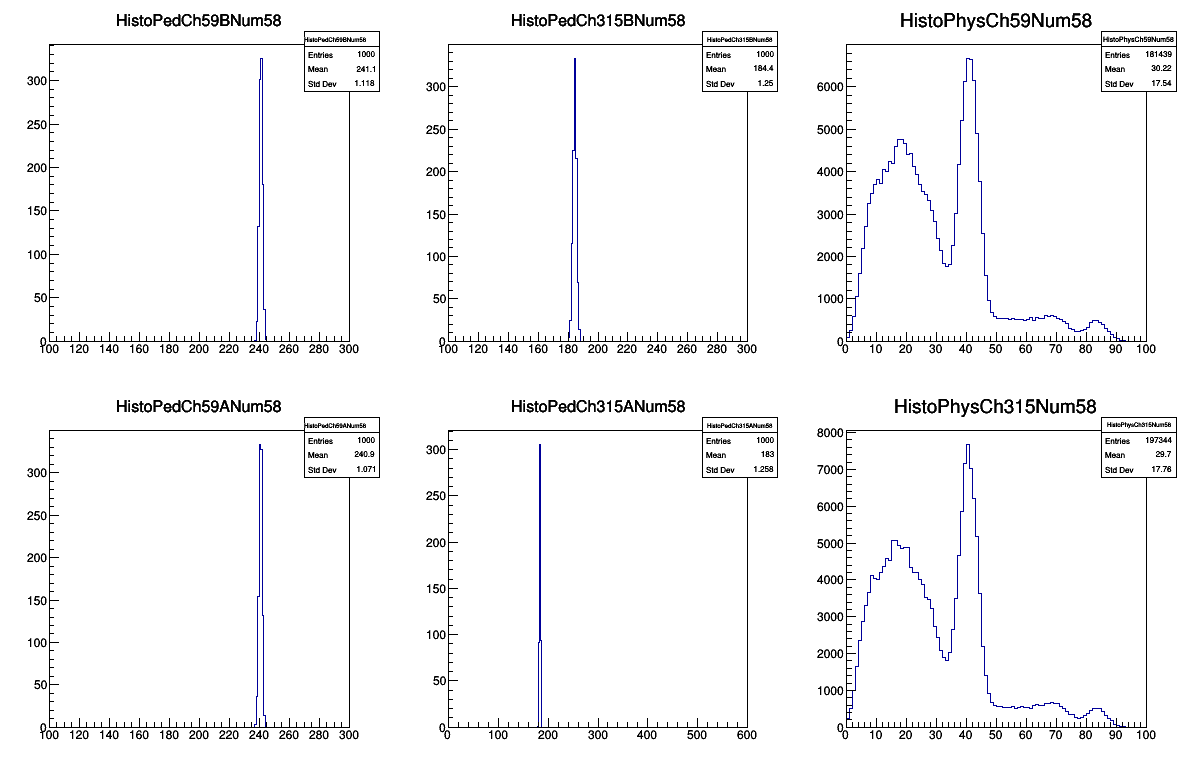 HistoPedCh59BNum58
HistoPedCh59BNum58
Entries 1000
Mean 241.1
Std Dev 1.118
300
250
200
150
100
50
0
100 120 140 160 180 200 220 240 260 280 300
HistoPedCh315BNum58
HistoPedCh315BNum58
Entries 1000
Mean 184.4
Std Dev 1.25
300
250
200
150
100
50
0
100 120 140 160 180 200 220 240 260 280 300
HistoPhysCh59Num58
HistoPhysCh59Num58
Entries 181439
Mean 30.22
Std Dev 17.54
6000
5000
4000
3000
2000
1000
0
0 10 20 30 40 50 60 70 80 90 100
HistoPedCh59ANum58
HistoPedCh59ANum58
Entries 1000
Mean 240.9
Std Dev 1.071
300
250
200
150
100
50
0
100 120 140 160 180 200 220 240 260 280 300
HistoPedCh315ANum58
HistoPedCh315ANum58
Entries 1000
Mean 183
Std Dev 1.258
300
250
200
150
100
50
0
0 100 200 300 400 500 600
HistoPhysCh315Num58
HistoPhysCh315Num58
Entries 197344
Mean 29.7
Std Dev 17.76
8000
7000
6000
5000
4000
3000
2000
1000
0
0 10 20 30 40 50 60 70 80 90 100